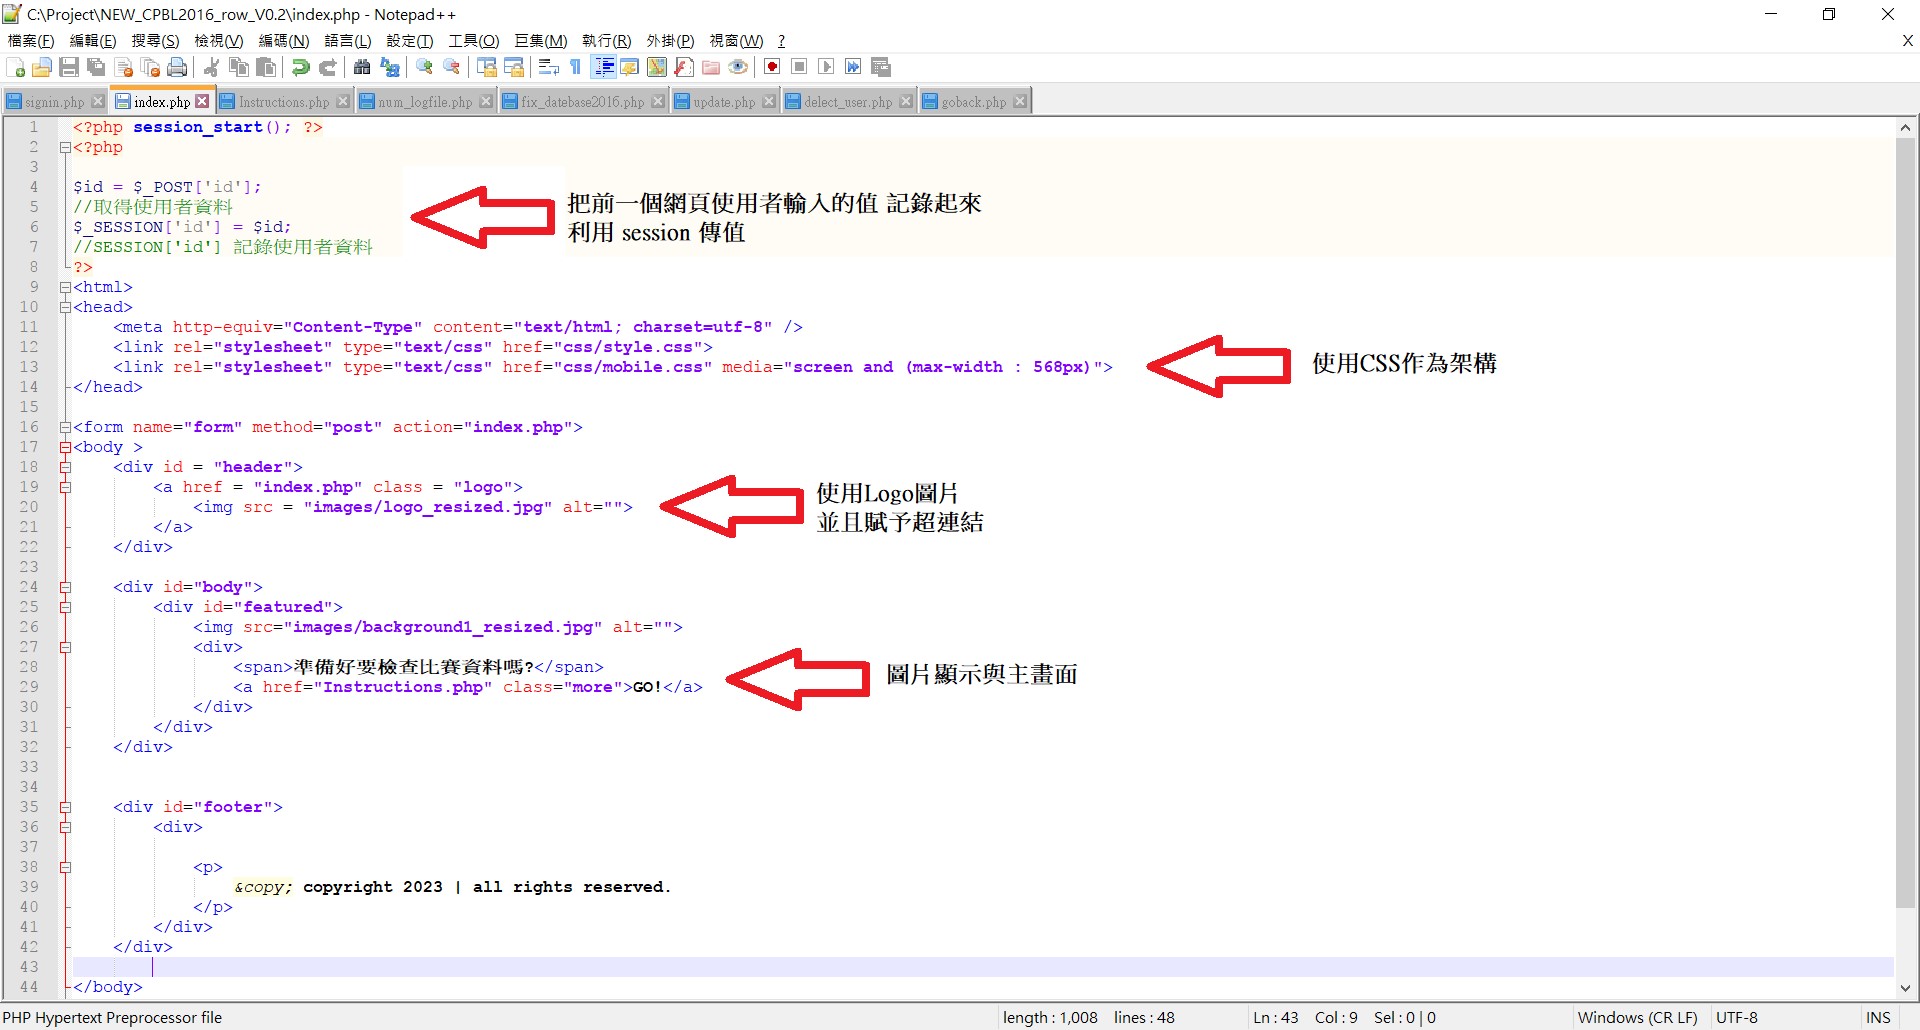 C:\Project\NEW_CPBL2016_row_V0.2\index.php - Notepad++
檔案(F) 編輯(E) 搜尋(S) 檢視(V) 編碼(N) 語言(L) 設定(T) 工具(O) 巨集(M) 執行(R) 外掛(P) 視窗(W) ? X
signin.php index.php Instructions.php num_logfile.php fix_datebase2016.php update.php delect_user.php goback.php
1 <?php session_start(); ?>
2 <?php
3
4 $id = $_POST['id'];
5 //取得使用者資料
6 $_SESSION['id'] = $id;
7 //SESSION['id'] 記錄使用者資料
8 ?>
把前一個網頁使用者輸入的值 記錄起來
利用 session 傳值
9 <html>
10 <head>
11 <meta http-equiv="Content-Type" content="text/html; charset=utf-8" />
12 <link rel="stylesheet" type="text/css" href="css/style.css">
13 <link rel="stylesheet" type="text/css" href="css/mobile.css" media="screen and (max-width : 568px)">
使用CSS作為架構
14 </head>
15
16 <form name="form" method="post" action="index.php">
17 <body >
18 <div id = "header">
19 <a href = "index.php" class = "logo">
20 <img src = "images/logo_resized.jpg" alt="">
21 </a>
使用Logo圖片
並且賦予超連結
22 </div>
23
24 <div id="body">
25 <div id="featured">
26 <img src="images/background1_resized.jpg" alt="">
27 <div>
28 <span>準備好要檢查比賽資料嗎?</span>
29 <a href="Instructions.php" class="more">GO!</a>
圖片顯示與主畫面
30 </div>
31 </div>
32 </div>
33
34
35 <div id="footer">
36 <div>
37
38 <p>
39 &copy; copyright 2023 | all rights reserved.
40 </p>
41 </div>
42 </div>
43
44 </body>
PHP Hypertext Preprocessor file length : 1,008 lines : 48 Ln : 43 Col : 9 Sel : 0 | 0 Windows (CR LF) UTF-8 INS